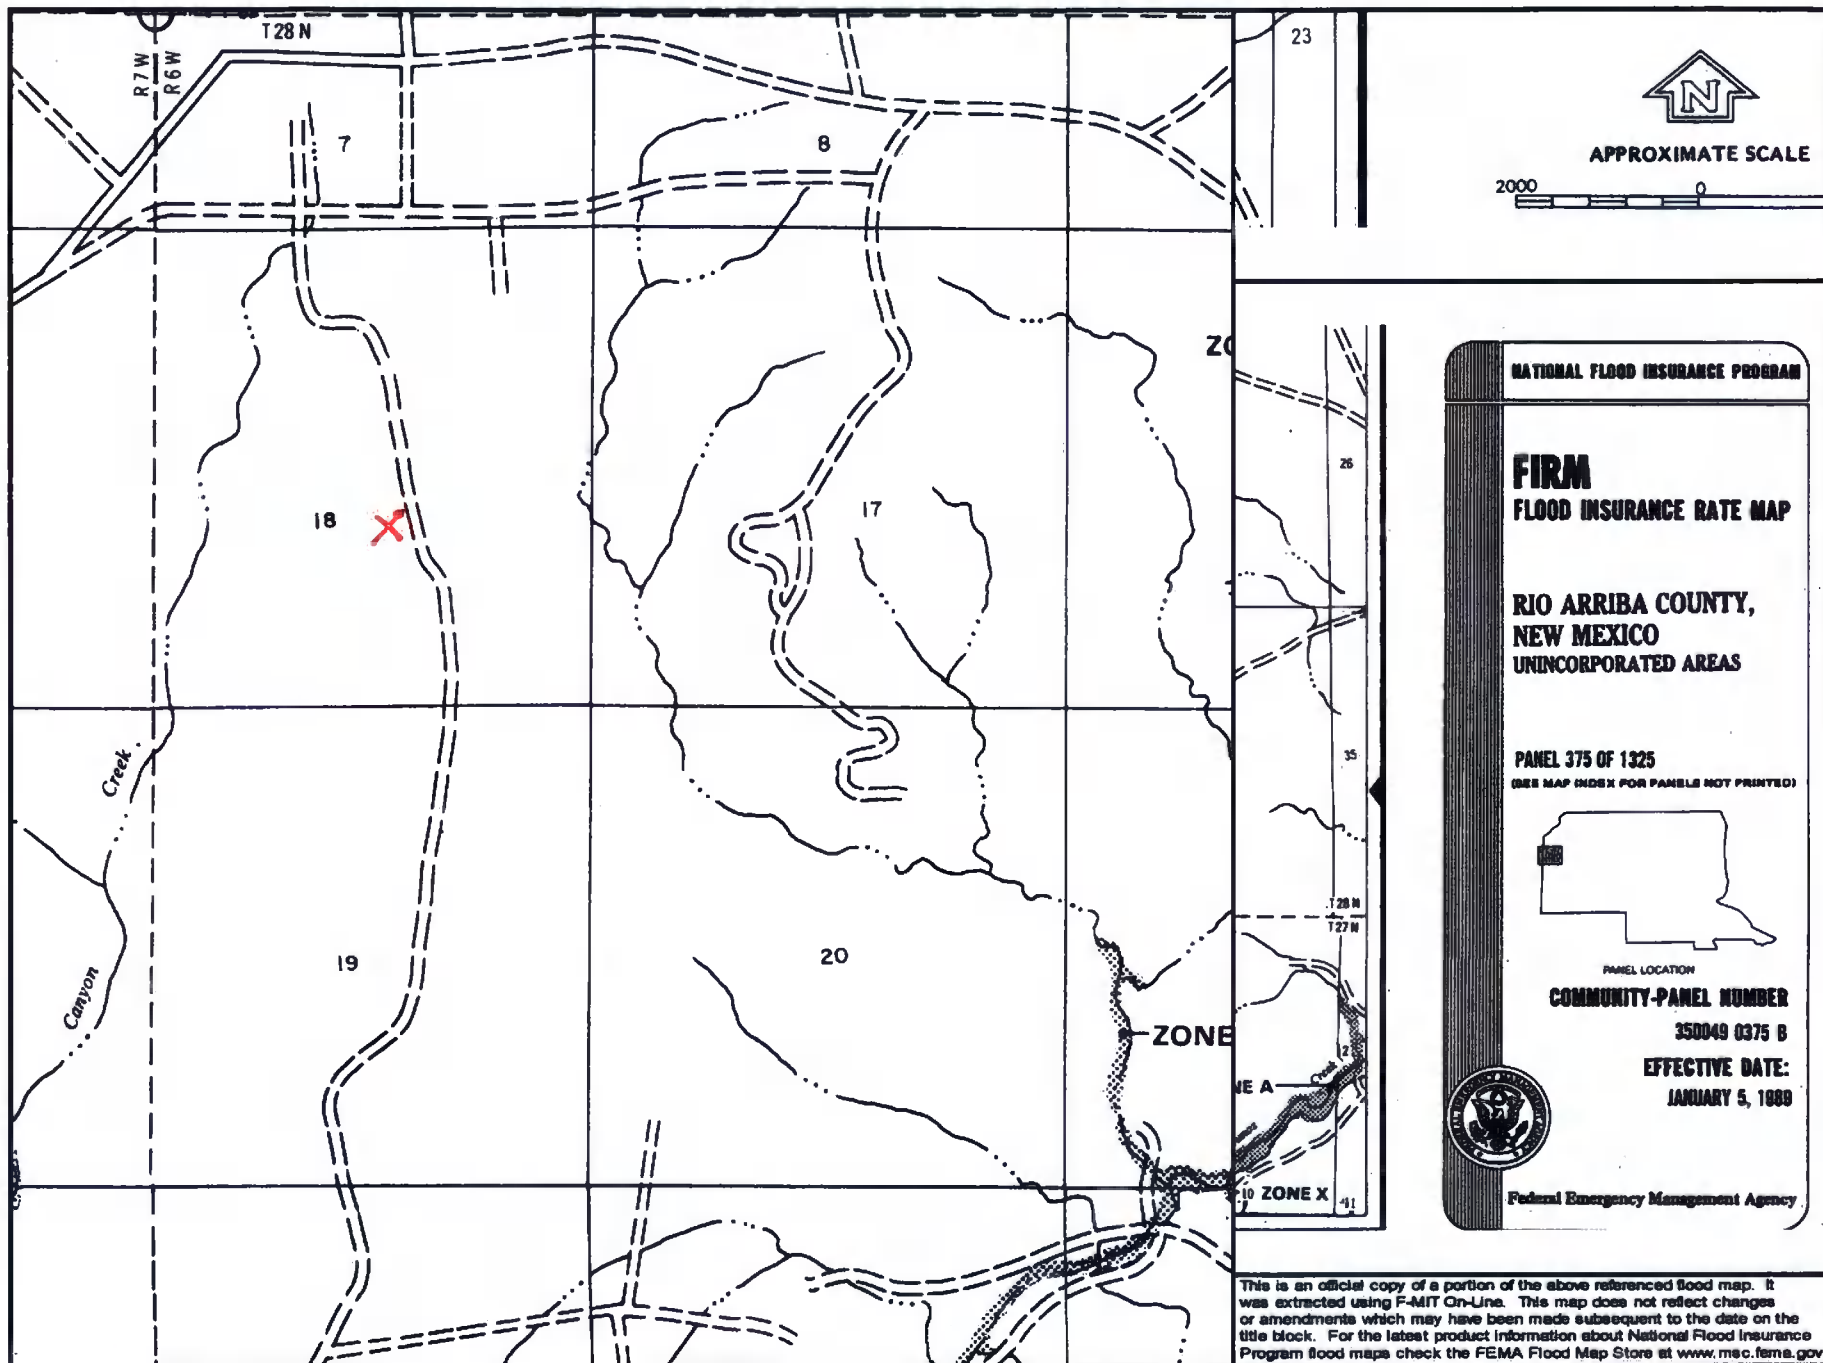 T28N
R7W
R6W
7
8
18
17
Creek
Canyon
19
20
ZONE
23
26
35
T28N
T27N
12
Creek
NE A
10 ZONE X
11
N
APPROXIMATE SCALE
2000 0
NATIONAL FLOOD INSURANCE PROGRAM
FIRM
FLOOD INSURANCE RATE MAP
RIO ARRIBA COUNTY,
NEW MEXICO
UNINCORPORATED AREAS
PANEL 375 OF 1325
(SEE MAP INDEX FOR PANELS NOT PRINTED)
PANEL LOCATION
COMMUNITY-PANEL NUMBER
350049 0375 B
EFFECTIVE DATE:
JANUARY 5, 1989
Federal Emergency Management Agency
This is an official copy of a portion of the above referenced flood map. It
was extracted using F-MIT On-Line. This map does not reflect changes
or amendments which may have been made subsequent to the date on the
title block. For the latest product information about National Flood Insurance
Program flood maps check the FEMA Flood Map Store at www.msc.fema.gov